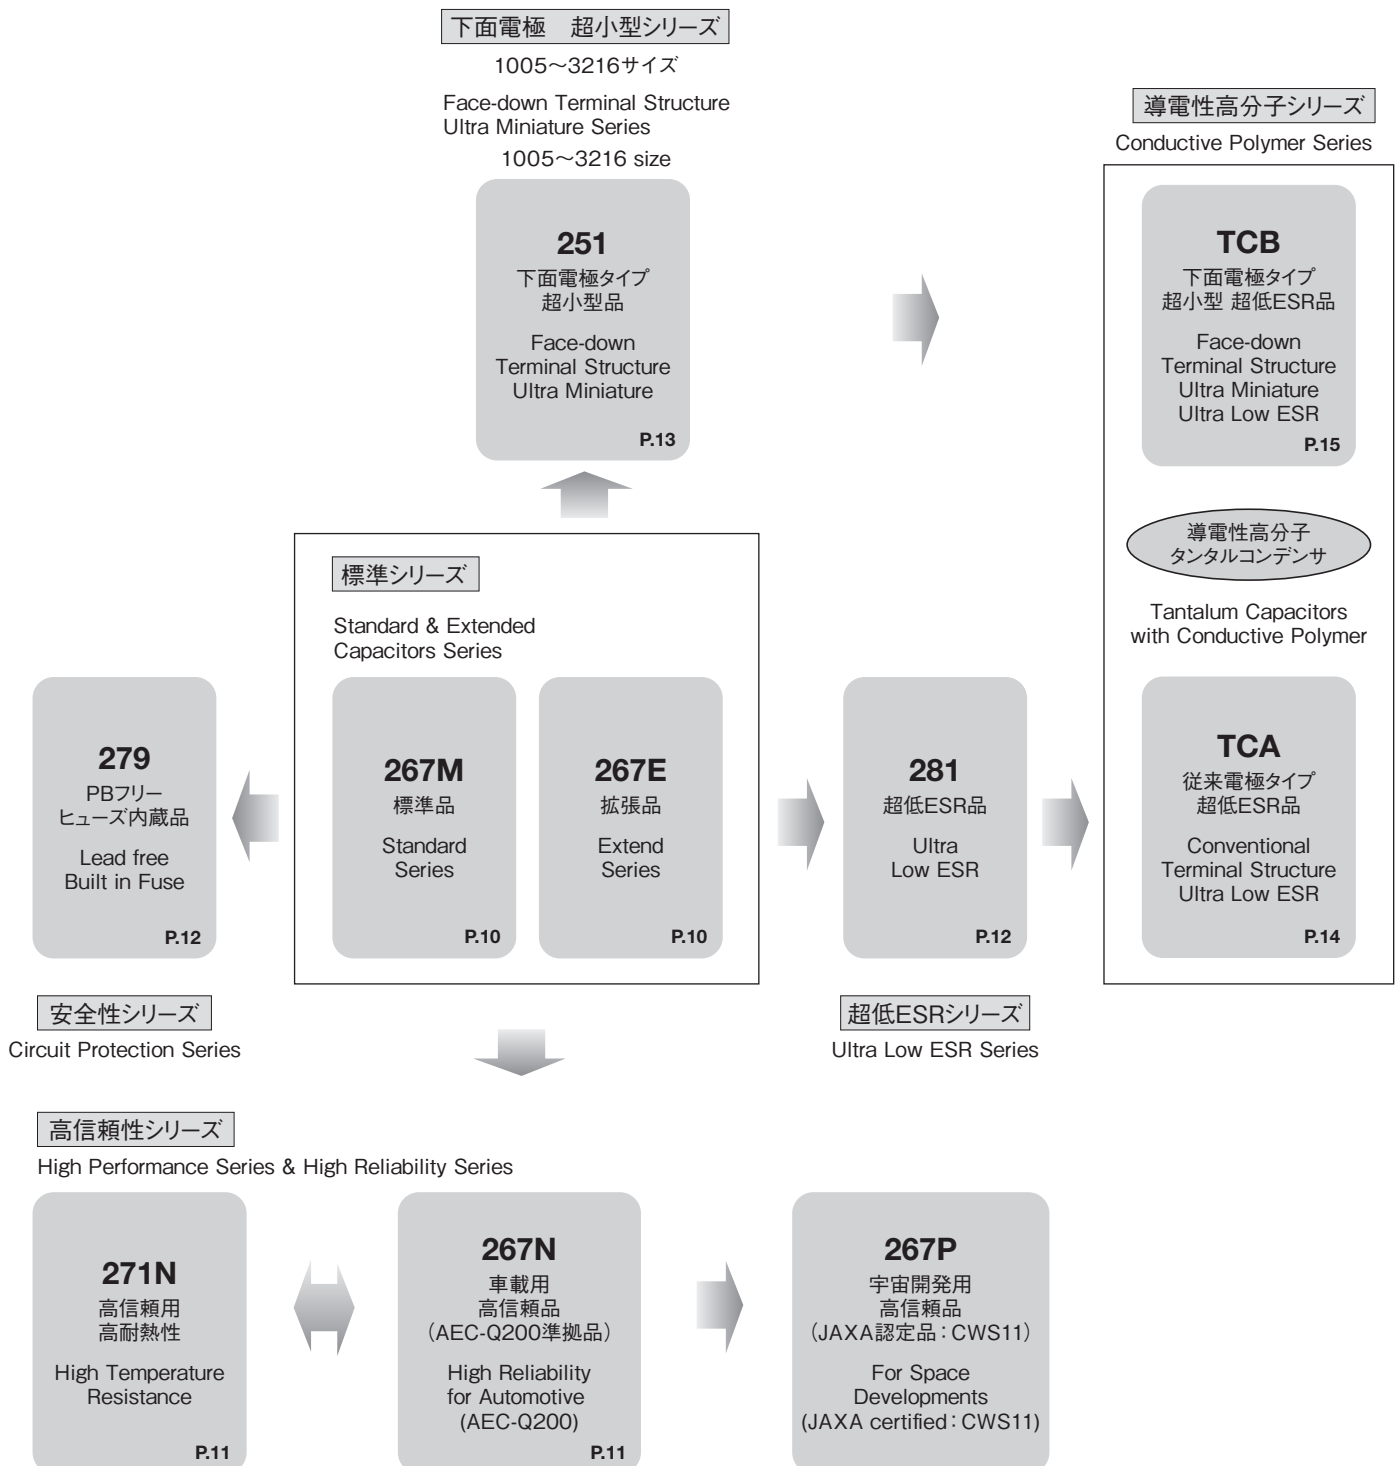 下面電極　超小型シリーズ
1005～3216サイズ
Face-down Terminal Structure
Ultra Miniature Series
1005～3216 size
251
下面電極タイプ
超小型品
Face-down
Terminal Structure
Ultra Miniature
P.13
導電性高分子シリーズ
Conductive Polymer Series
TCB
下面電極タイプ
超小型 超低ESR品
Face-down
Terminal Structure
Ultra Miniature
Ultra Low ESR
P.15
導電性高分子
タンタルコンデンサ
Tantalum Capacitors
with Conductive Polymer
TCA
従来電極タイプ
超低ESR品
Conventional
Terminal Structure
Ultra Low ESR
P.14
標準シリーズ
Standard & Extended
Capacitors Series
279
PBフリー
ヒューズ内蔵品
Lead free
Built in Fuse
P.12
267M
標準品
Standard
Series
P.10
267E
拡張品
Extend
Series
P.10
281
超低ESR品
Ultra
Low ESR
P.12
安全性シリーズ
Circuit Protection Series
超低ESRシリーズ
Ultra Low ESR Series
高信頼性シリーズ
High Performance Series & High Reliability Series
271N
高信頼用
高耐熱性
High Temperature
Resistance
P.11
267N
車載用
高信頼品
（AEC-Q200準拠品）
High Reliability
for Automotive
(AEC-Q200)
P.11
267P
宇宙開発用
高信頼品
（JAXA認定品：CWS11）
For Space
Developments
(JAXA certified：CWS11)